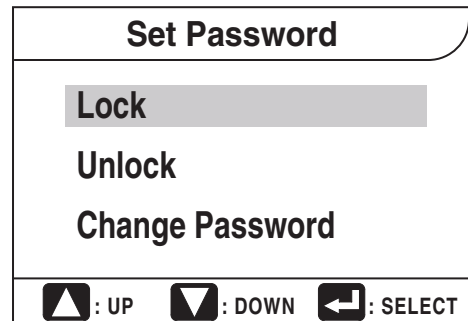 Set Password
Lock
Unlock
Change Password
: UP : DOWN : SELECT